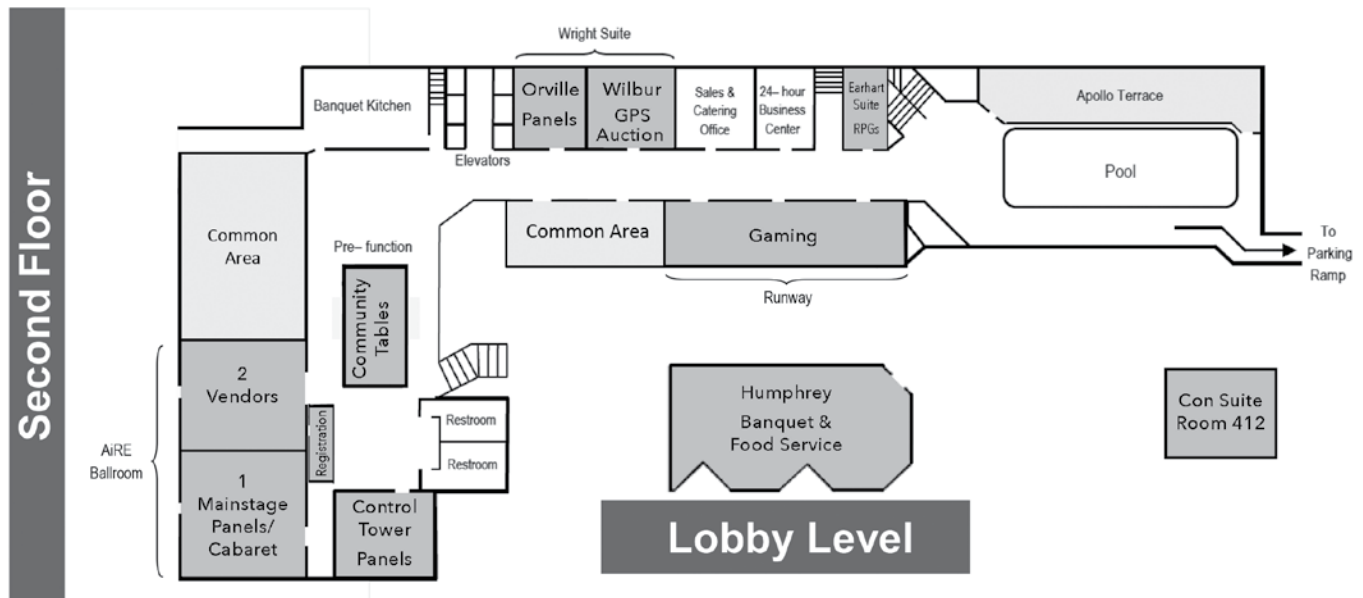 Second Floor
Wright Suite
Banquet Kitchen
Elevators
Orville
Panels
Wilbur
GPS
Auction
Sales &
Catering
Office
24– hour
Business
Center
Earhart
Suite
RPGs
Apollo Terrace
Pool
To
Parking
Ramp
Common
Area
Pre– function
Community
Tables
Common Area
Gaming
Runway
2
Vendors
AiRE
Ballroom
Registration
Restroom
Restroom
1
Mainstage
Panels/
Cabaret
Control
Tower
Panels
Humphrey
Banquet &
Food Service
Con Suite
Room 412
Lobby Level